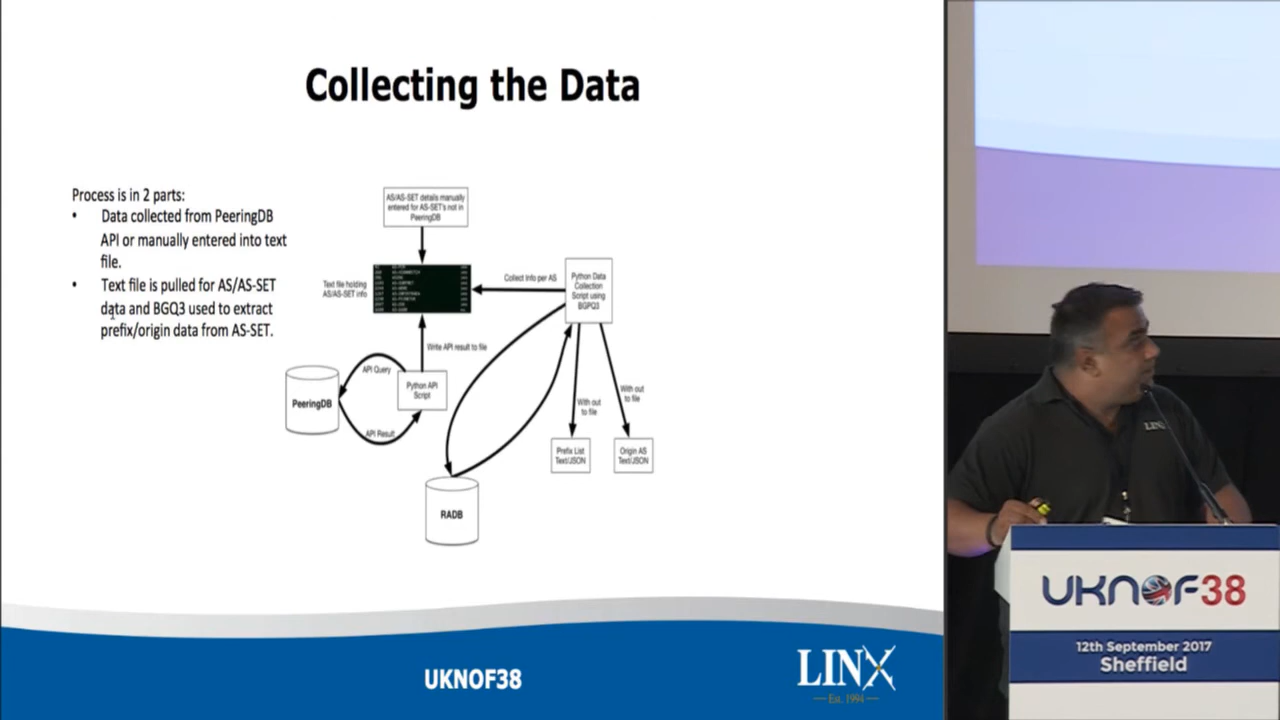 Collecting the Data
Process is in 2 parts:
• Data collected from PeeringDB
API or manually entered into text
file.
• Text file is pulled for AS/AS-SET
data and BGQ3 used to extract
prefix/origin data from AS-SET.
AS/AS-SET details manually
entered for AS-SET's not in
PeeringDB
Text file holding
AS/AS-SET info
Collect Info per AS
Python Data
Collection
Script using
BGPQ3
Write API result to file
API Query
Python API
Script
PeeringDB
API Result
With out
to file
With out
to file
Prefix List
Text/JSON
Origin AS
Text/JSON
RADB
UKNOF38
LINX
Est. 1994
LINX
UKNOF38
12th September 2017
Sheffield